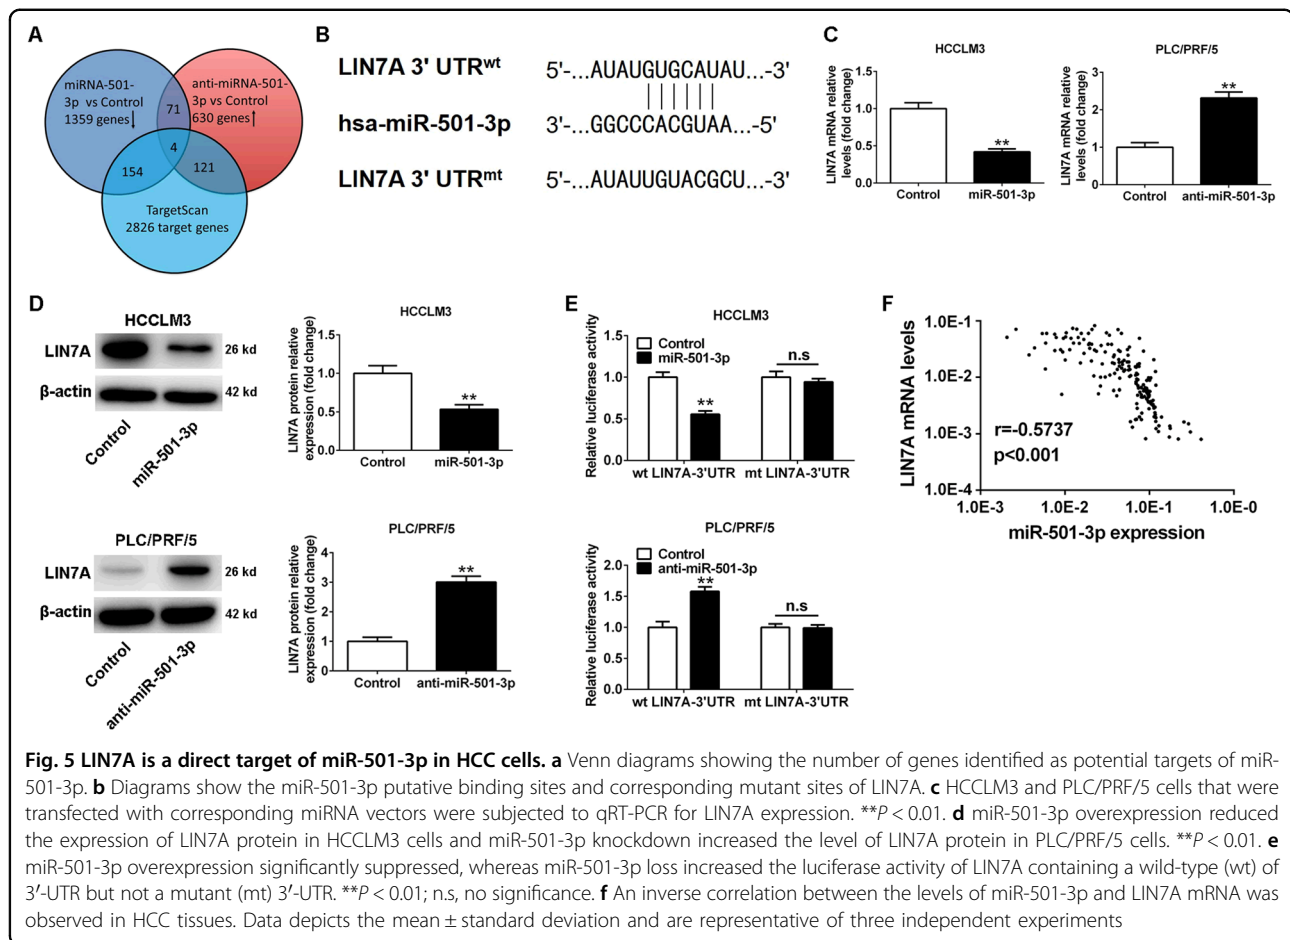 A
miRNA-501-
3p vs Control
1359 genes↓
anti-miRNA-501-
3p vs Control
630 genes↑
71
4
154
121
TargetScan
2826 target genes
B
LIN7A 3' UTRwt 5'-...AUAUGUGCAUAU...-3'
hsa-miR-501-3p 3'-...GGCCCACGUAA...-5'
LIN7A 3' UTRmt 5'-...AUAUUGUACGCU...-3'
C
HCCLM3
LIN7A mRNA relative
levels (fold change)
1.5
1.0
0.5
0.0
**
Control miR-501-3p
PLC/PRF/5
LIN7A mRNA relative
levels (fold change)
3
2
1
0
**
Control anti-miR-501-3p
D
HCCLM3
LIN7A 26 kd
β-actin 42 kd
Control miR-501-3p
HCCLM3
LIN7A protein relative
expression (fold change)
1.5
1.0
0.5
0.0
**
Control miR-501-3p
PLC/PRF/5
LIN7A 26 kd
β-actin 42 kd
Control anti-miR-501-3p
PLC/PRF/5
LIN7A protein relative
expression (fold change)
4
3
2
1
0
**
Control anti-miR-501-3p
E
HCCLM3
Relative luciferase activity
1.5
1.0
0.5
0.0
Control
miR-501-3p
**
n.s
wt LIN7A-3'UTR mt LIN7A-3'UTR
PLC/PRF/5
Relative luciferase activity
2.0
1.5
1.0
0.5
0.0
Control
anti-miR-501-3p
**
n.s
wt LIN7A-3'UTR mt LIN7A-3'UTR
F
LIN7A mRNA levels
1.0E-1
1.0E-2
1.0E-3
1.0E-4
r=-0.5737
p<0.001
1.0E-3 1.0E-2 1.0E-1 1.0E-0
miR-501-3p expression
Fig. 5 LIN7A is a direct target of miR-501-3p in HCC cells. a Venn diagrams showing the number of genes identified as potential targets of miR-
501-3p. b Diagrams show the miR-501-3p putative binding sites and corresponding mutant sites of LIN7A. c HCCLM3 and PLC/PRF/5 cells that were
transfected with corresponding miRNA vectors were subjected to qRT-PCR for LIN7A expression. **P < 0.01. d miR-501-3p overexpression reduced
the expression of LIN7A protein in HCCLM3 cells and miR-501-3p knockdown increased the level of LIN7A protein in PLC/PRF/5 cells. **P < 0.01. e
miR-501-3p overexpression significantly suppressed, whereas miR-501-3p loss increased the luciferase activity of LIN7A containing a wild-type (wt) of
3′-UTR but not a mutant (mt) 3′-UTR. **P < 0.01; n.s, no significance. f An inverse correlation between the levels of miR-501-3p and LIN7A mRNA was
observed in HCC tissues. Data depicts the mean ± standard deviation and are representative of three independent experiments